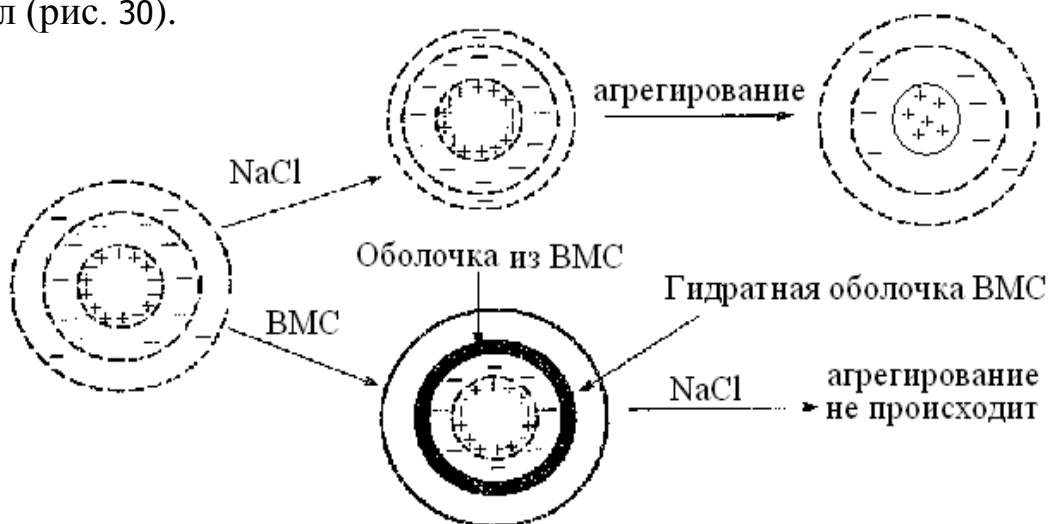 л (рис. 30).
агрегирование
NaCl
Оболочка из ВМС
Гидратная оболочка ВМС
ВМС
NaCl
агрегирование
не происходит